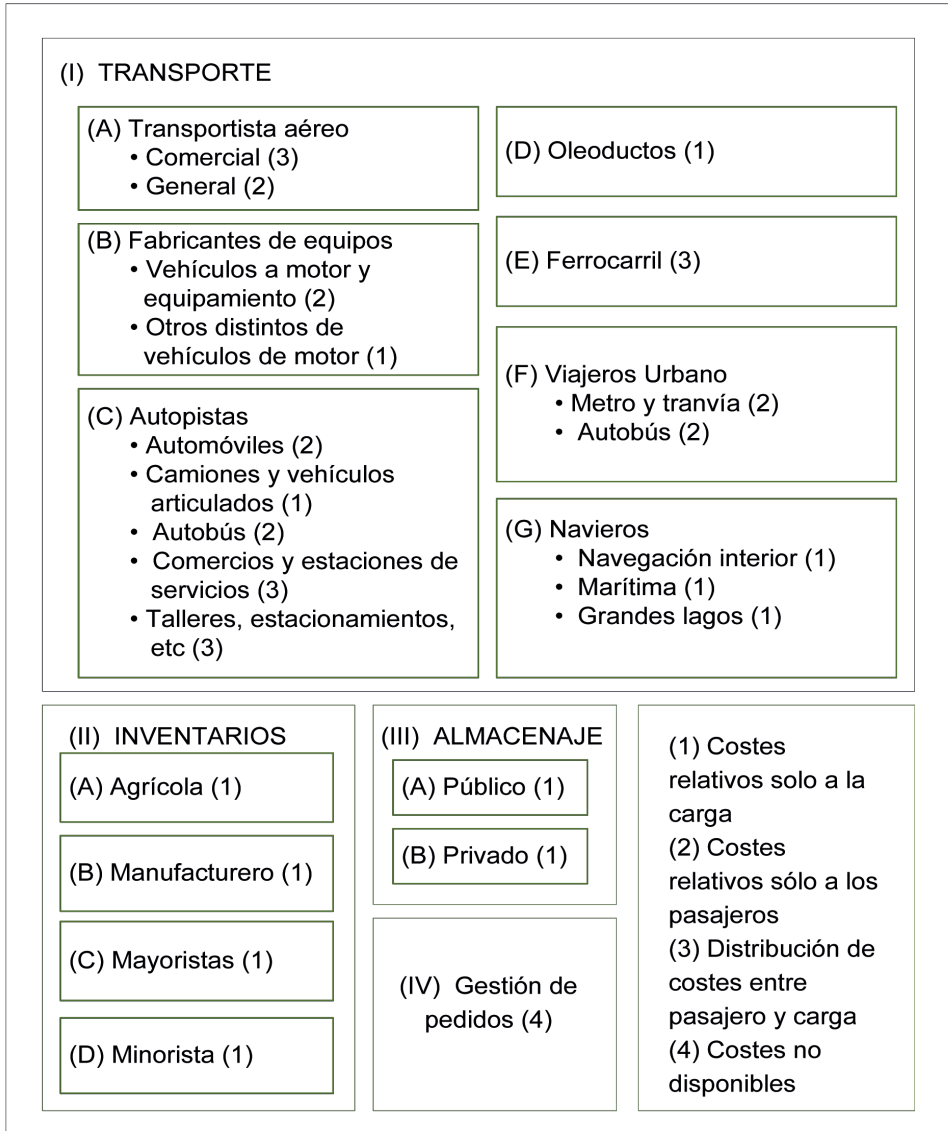 (I) TRANSPORTE
(A) Transportista aéreo
• Comercial (3)
• General (2)
(B) Fabricantes de equipos
• Vehículos a motor y
equipamiento (2)
• Otros distintos de
vehículos de motor (1)
(C) Autopistas
• Automóviles (2)
• Camiones y vehículos
articulados (1)
• Autobús (2)
• Comercios y estaciones de
servicios (3)
• Talleres, estacionamientos,
etc (3)
(D) Oleoductos (1)
(E) Ferrocarril (3)
(F) Viajeros Urbano
• Metro y tranvía (2)
• Autobús (2)
(G) Navieros
• Navegación interior (1)
• Marítima (1)
• Grandes lagos (1)
(II) INVENTARIOS
(A) Agrícola (1)
(B) Manufacturero (1)
(C) Mayoristas (1)
(D) Minorista (1)
(III) ALMACENAJE
(A) Público (1)
(B) Privado (1)
(IV) Gestión de
pedidos (4)
(1) Costes
relativos solo a la
carga
(2) Costes
relativos sólo a los
pasajeros
(3) Distribución de
costes entre
pasajero y carga
(4) Costes no
disponibles